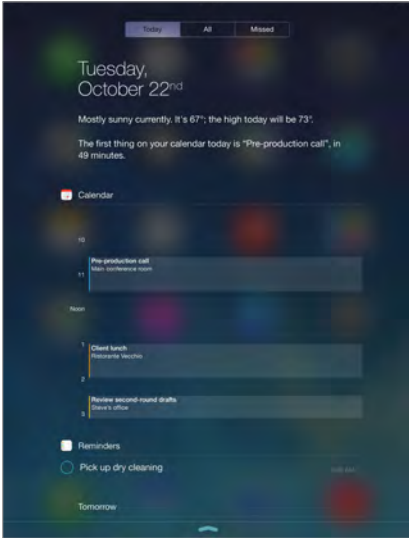 Today
All
Missed
Tuesday,
October 22nd
Mostly sunny currently. It's 67°; the high today will be 73°.
The first thing on your calendar today is “Pre-production call”, in
49 minutes.
Calendar
10
Pre-production call
Main conference room
11
Noon
1
Client lunch
Ristorante Vecchio
2
Review second-round drafts
Steve's office
3
Reminders
Pick up dry cleaning
Tomorrow